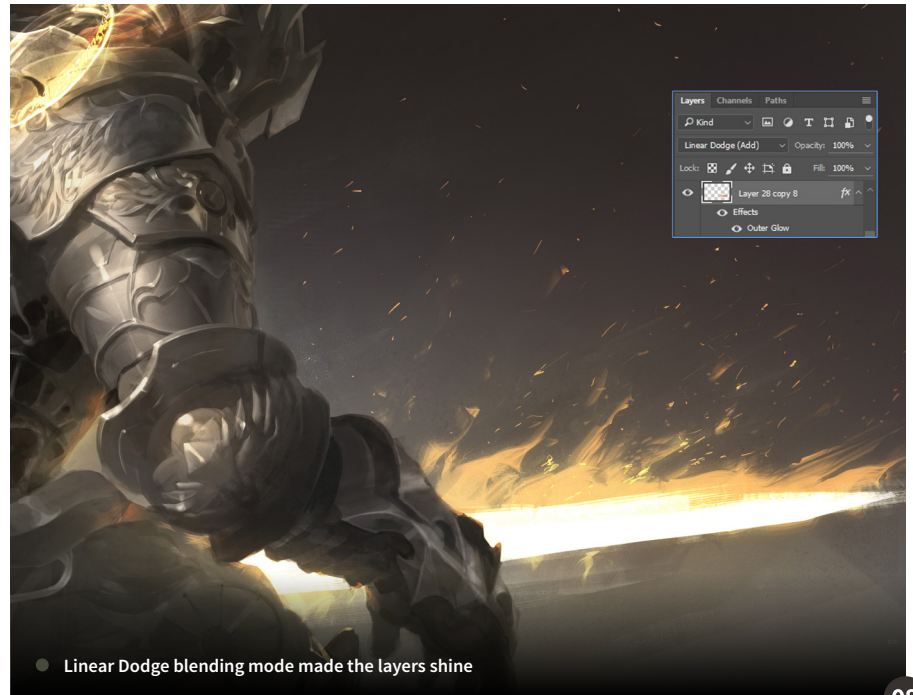 Layers Channels Paths
Kind
Linear Dodge (Add) Opacity: 100%
Lock: Fill: 100%
Layer 28 copy 8 fx
Effects
Outer Glow
Linear Dodge blending mode made the layers shine